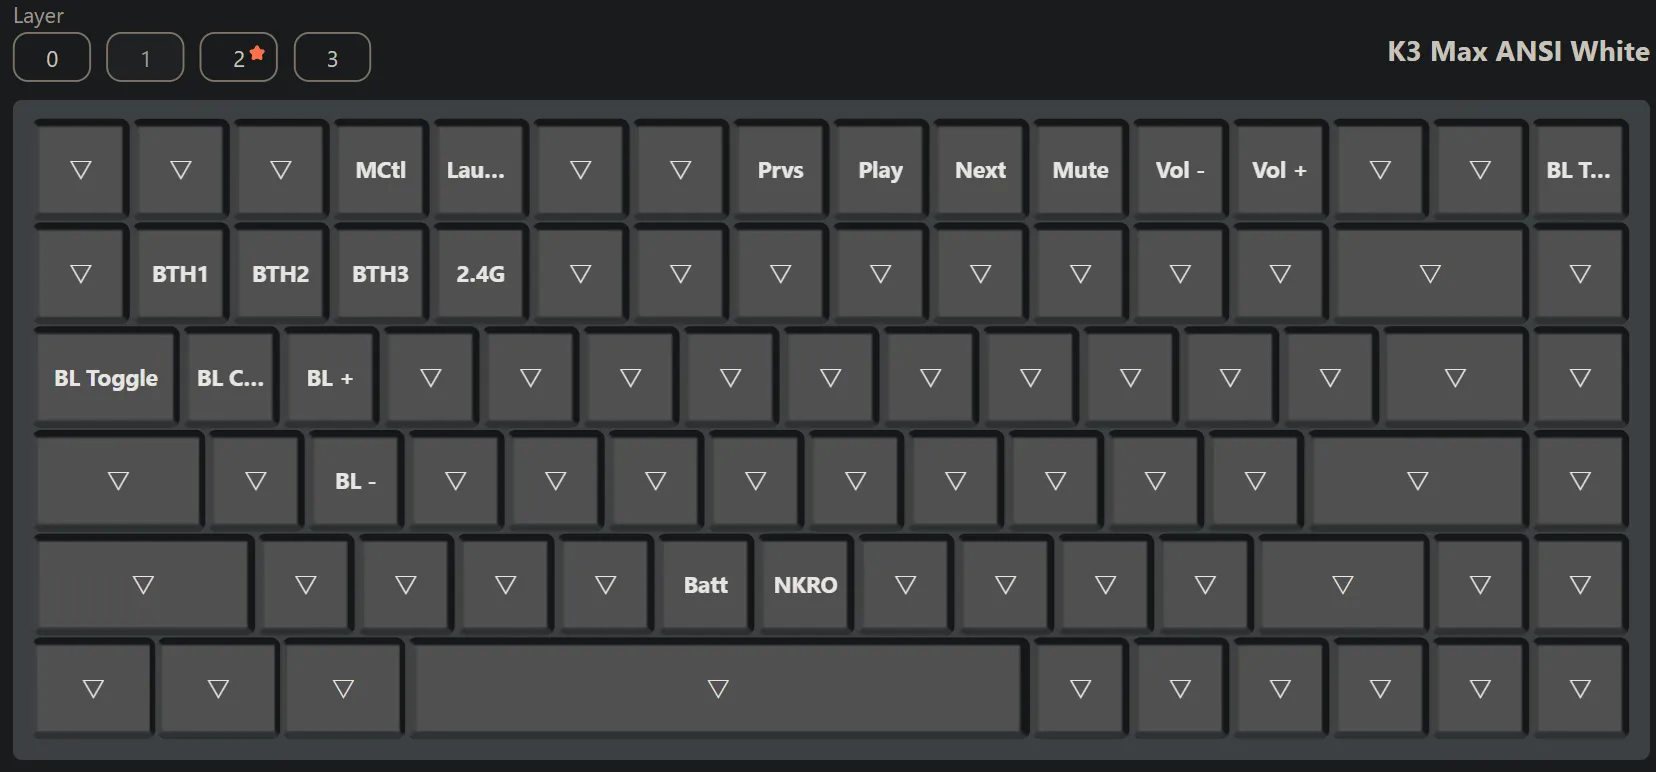 Layer
0 1 2 3
K3 Max ANSI White
MCtl Lau... Prvs Play Next Mute Vol - Vol + BL T...
BTH1 BTH2 BTH3 2.4G
BL Toggle BL C... BL +
BL -
Batt NKRO